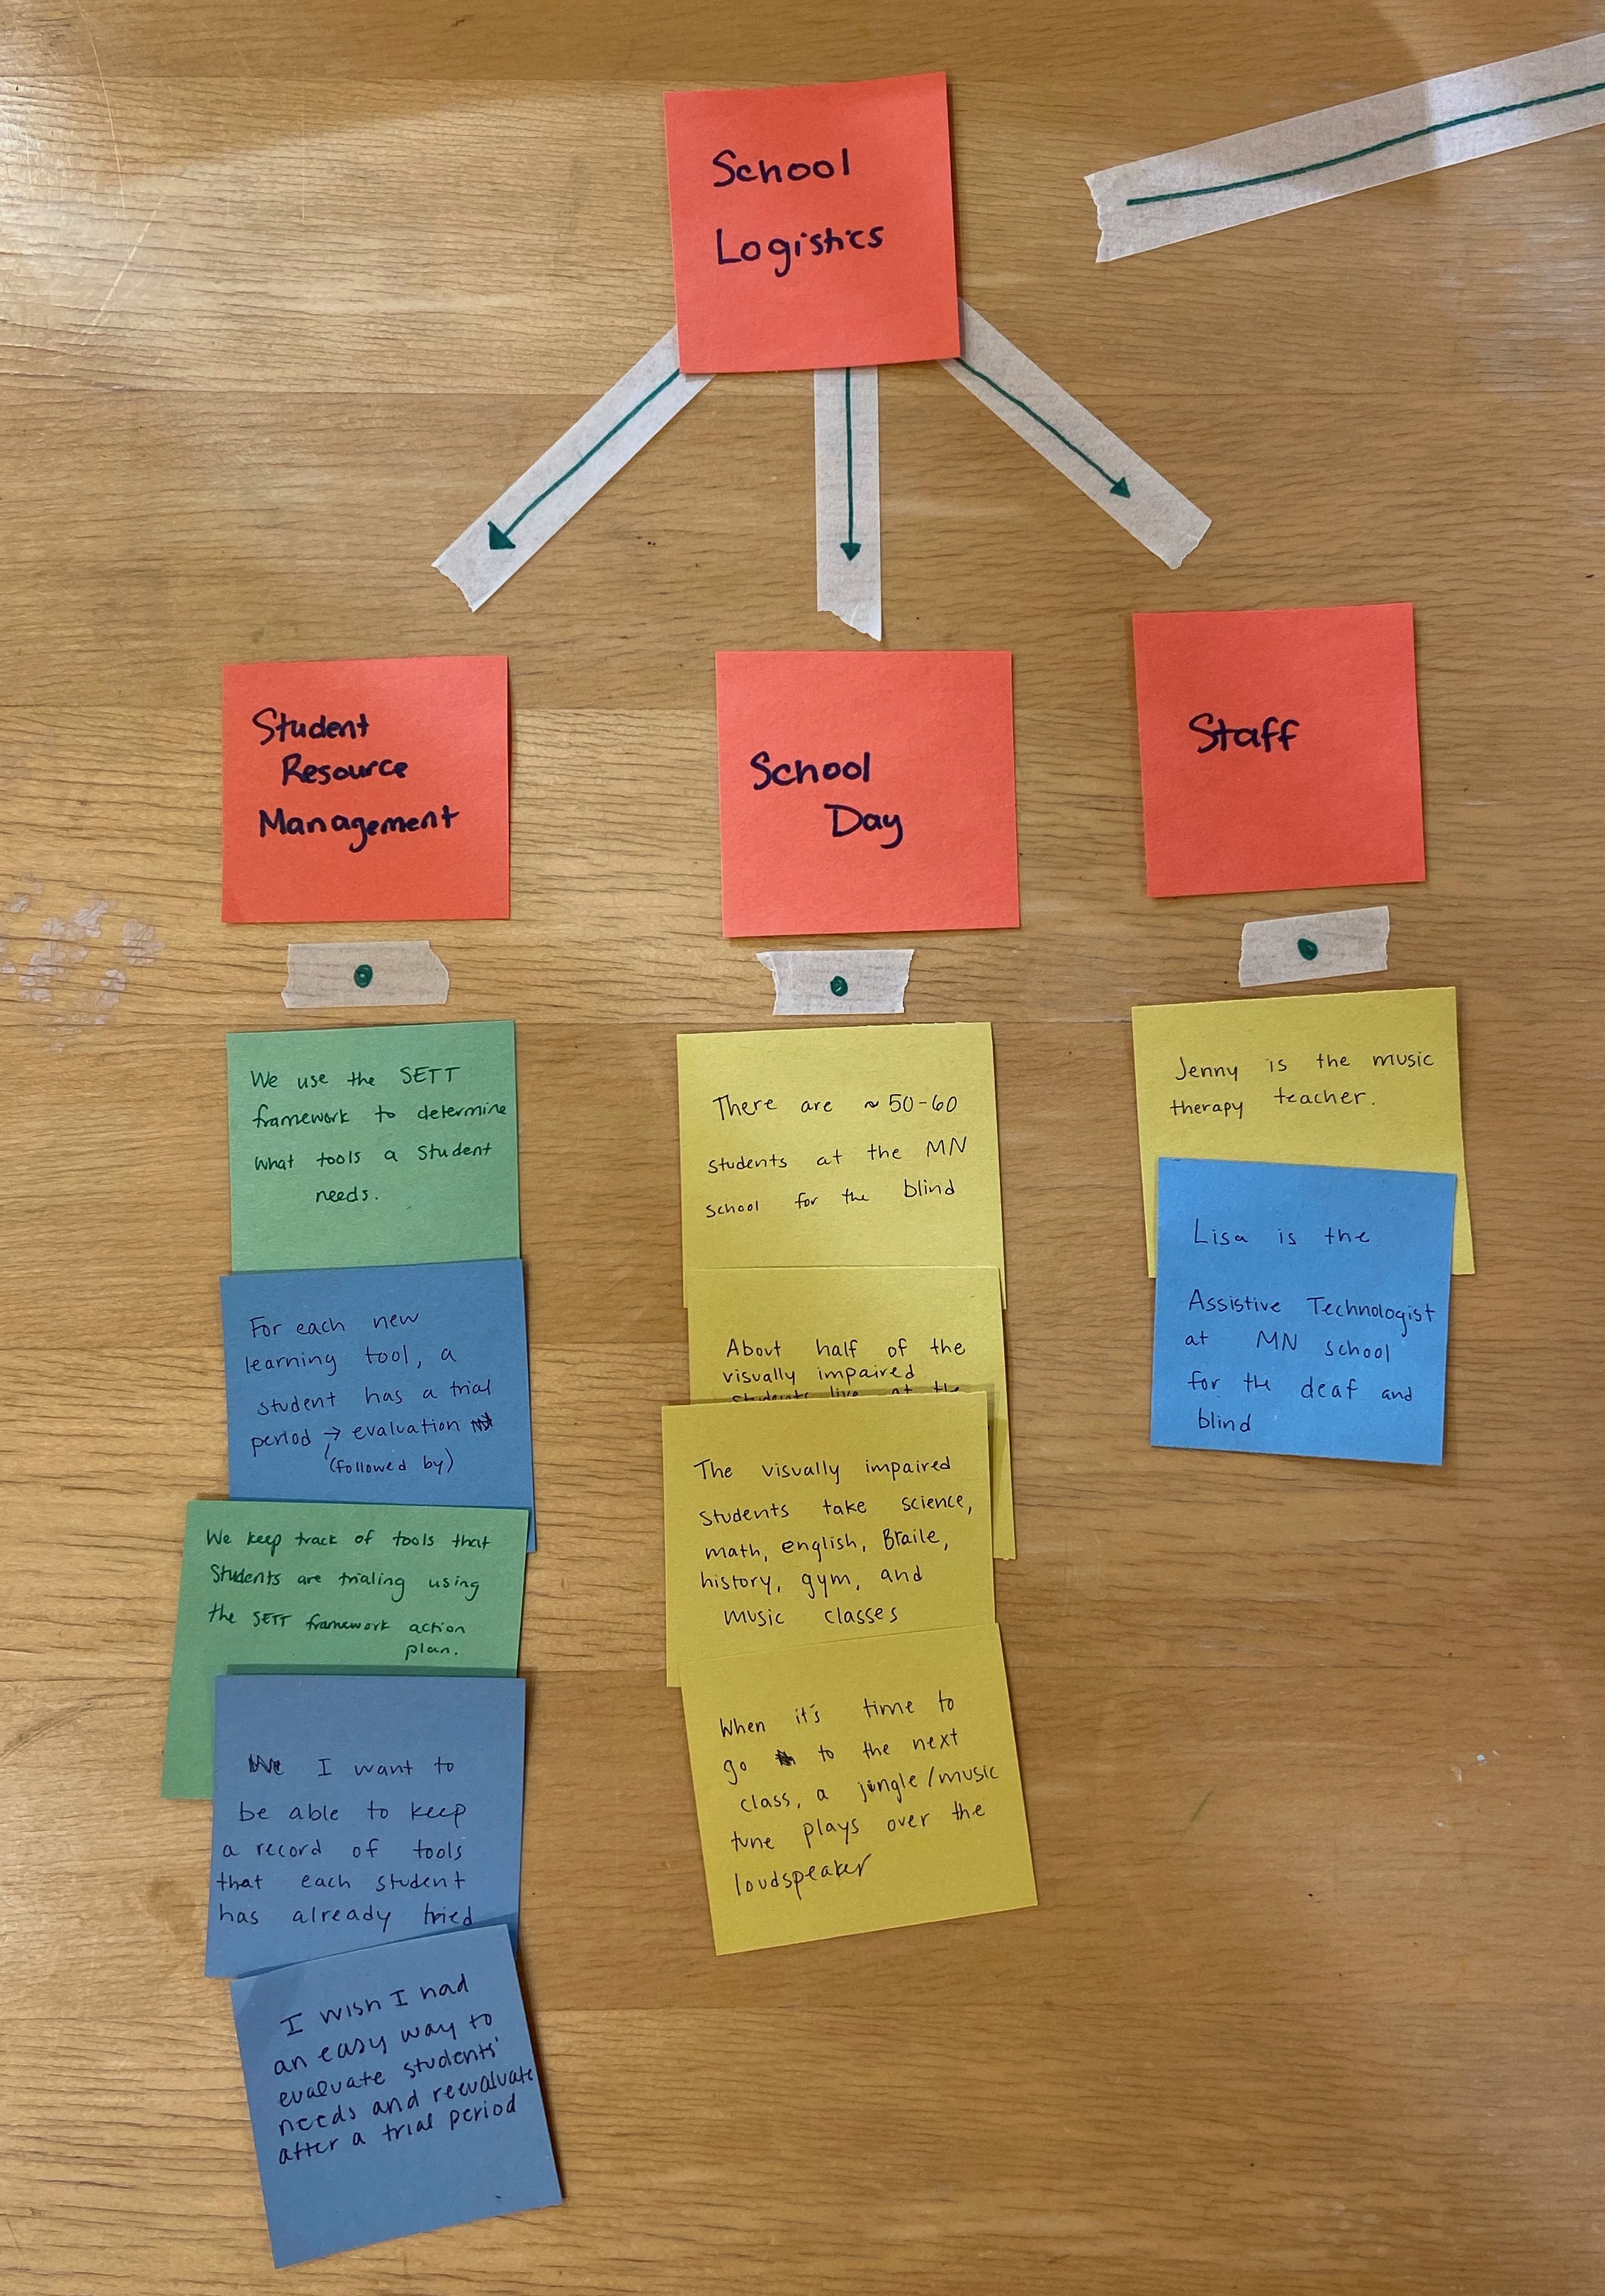 School
Logistics
Student
Resource
Management
School
Day
Staff
We use the SETT
framework to determine
what tools a student
needs.
For each new
learning tool, a
student has a trial
period → evaluation
(followed by)
We keep track of tools that
students are trialing using
the SETT framework action
plan.
I want to
be able to keep
a record of tools
that each student
has already tried
I wish I had
an easy way to
evaluate students'
needs and reevaluate
after a trial period
There are ~50-60
students at the MN
school for the blind
About half of the
visually impaired
students live at the
The visually impaired
students take science,
math, english, Braile,
history, gym, and
music classes
When it's time to
go to the next
class, a jingle/music
tune plays over the
loudspeaker
Jenny is the music
therapy teacher.
Lisa is the
Assistive Technologist
at MN school
for the deaf and
blind